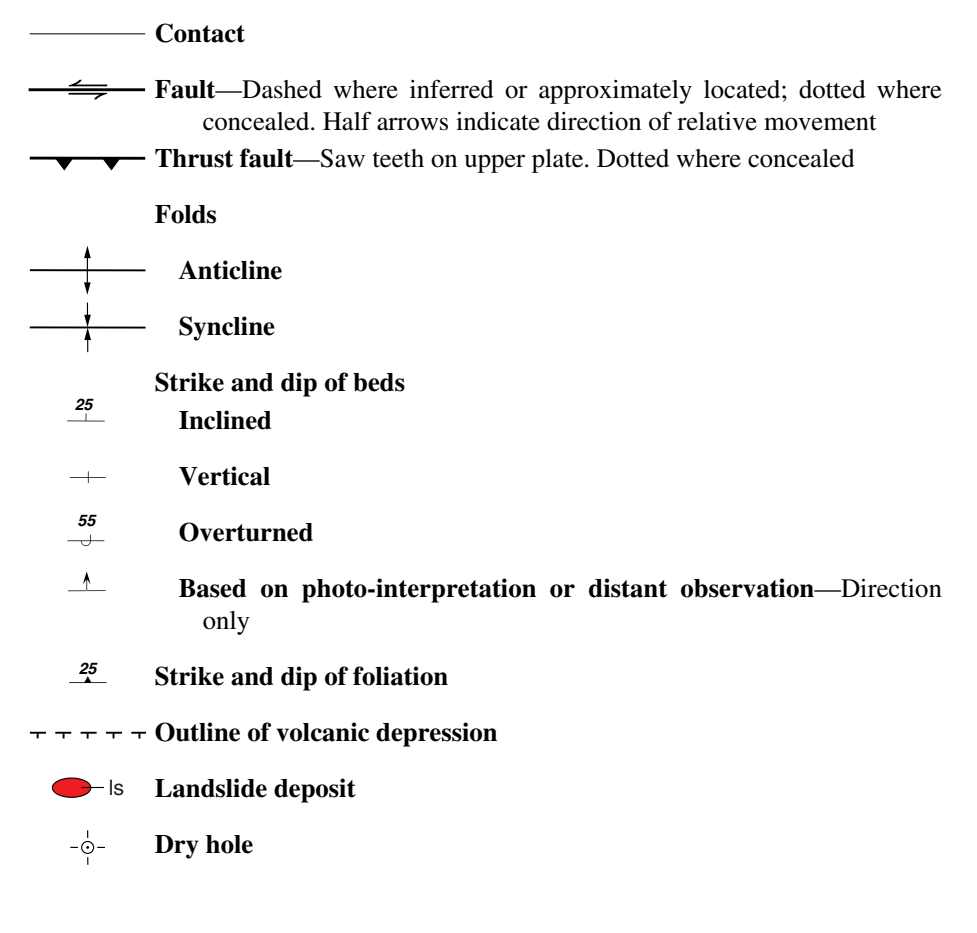 Contact
Fault—Dashed where inferred or approximately located; dotted where
concealed. Half arrows indicate direction of relative movement
Thrust fault—Saw teeth on upper plate. Dotted where concealed
Folds
Anticline
Syncline
Strike and dip of beds
25
Inclined
Vertical
55
Overturned
Based on photo-interpretation or distant observation—Direction
only
25
Strike and dip of foliation
Outline of volcanic depression
ls Landslide deposit
Dry hole